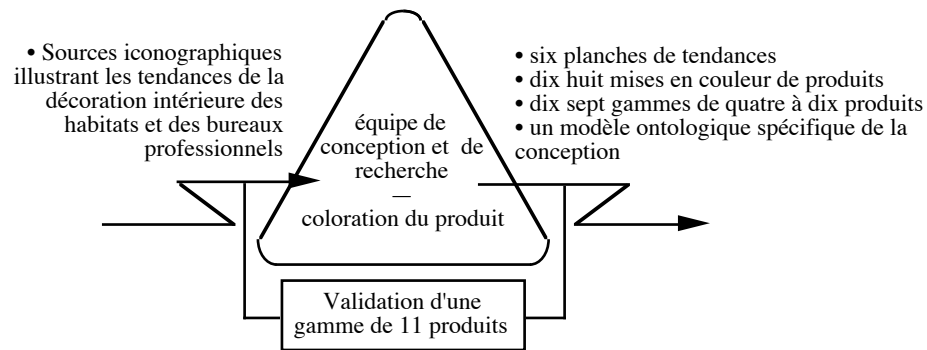 • Sources iconographiques
illustrant les tendances de la
décoration intérieure des
habitats et des bureaux
professionnels
équipe de
conception et de
recherche
—
coloration du produit
• six planches de tendances
• dix huit mises en couleur de produits
• dix sept gammes de quatre à dix produits
• un modèle ontologique spécifique de la
conception
Validation d'une
gamme de 11 produits